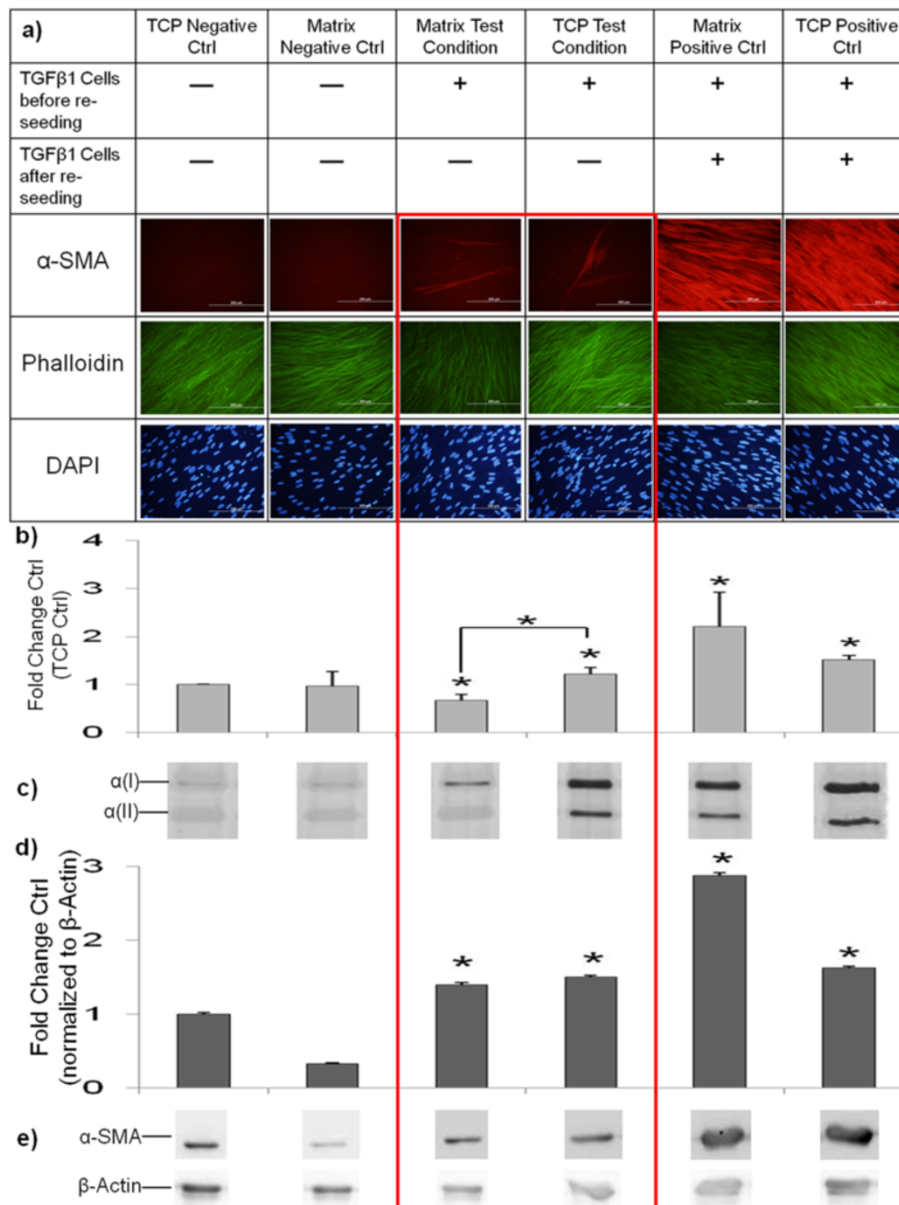 a)
TCP Negative Ctrl
Matrix Negative Ctrl
Matrix Test Condition
TCP Test Condition
Matrix Positive Ctrl
TCP Positive Ctrl
TGFβ1 Cells before re-seeding
— — + + + +
TGFβ1 Cells after re-seeding
— — — — + +
α-SMA
Phalloidin
DAPI
b)
Fold Change Ctrl
(TCP Ctrl)
4
3
2
1
0
* * * * *
c)
α(I)
α(II)
d)
Fold Change Ctrl
(normalized to β-Actin)
3
2
1
0
* * * *
e)
α-SMA
β-Actin